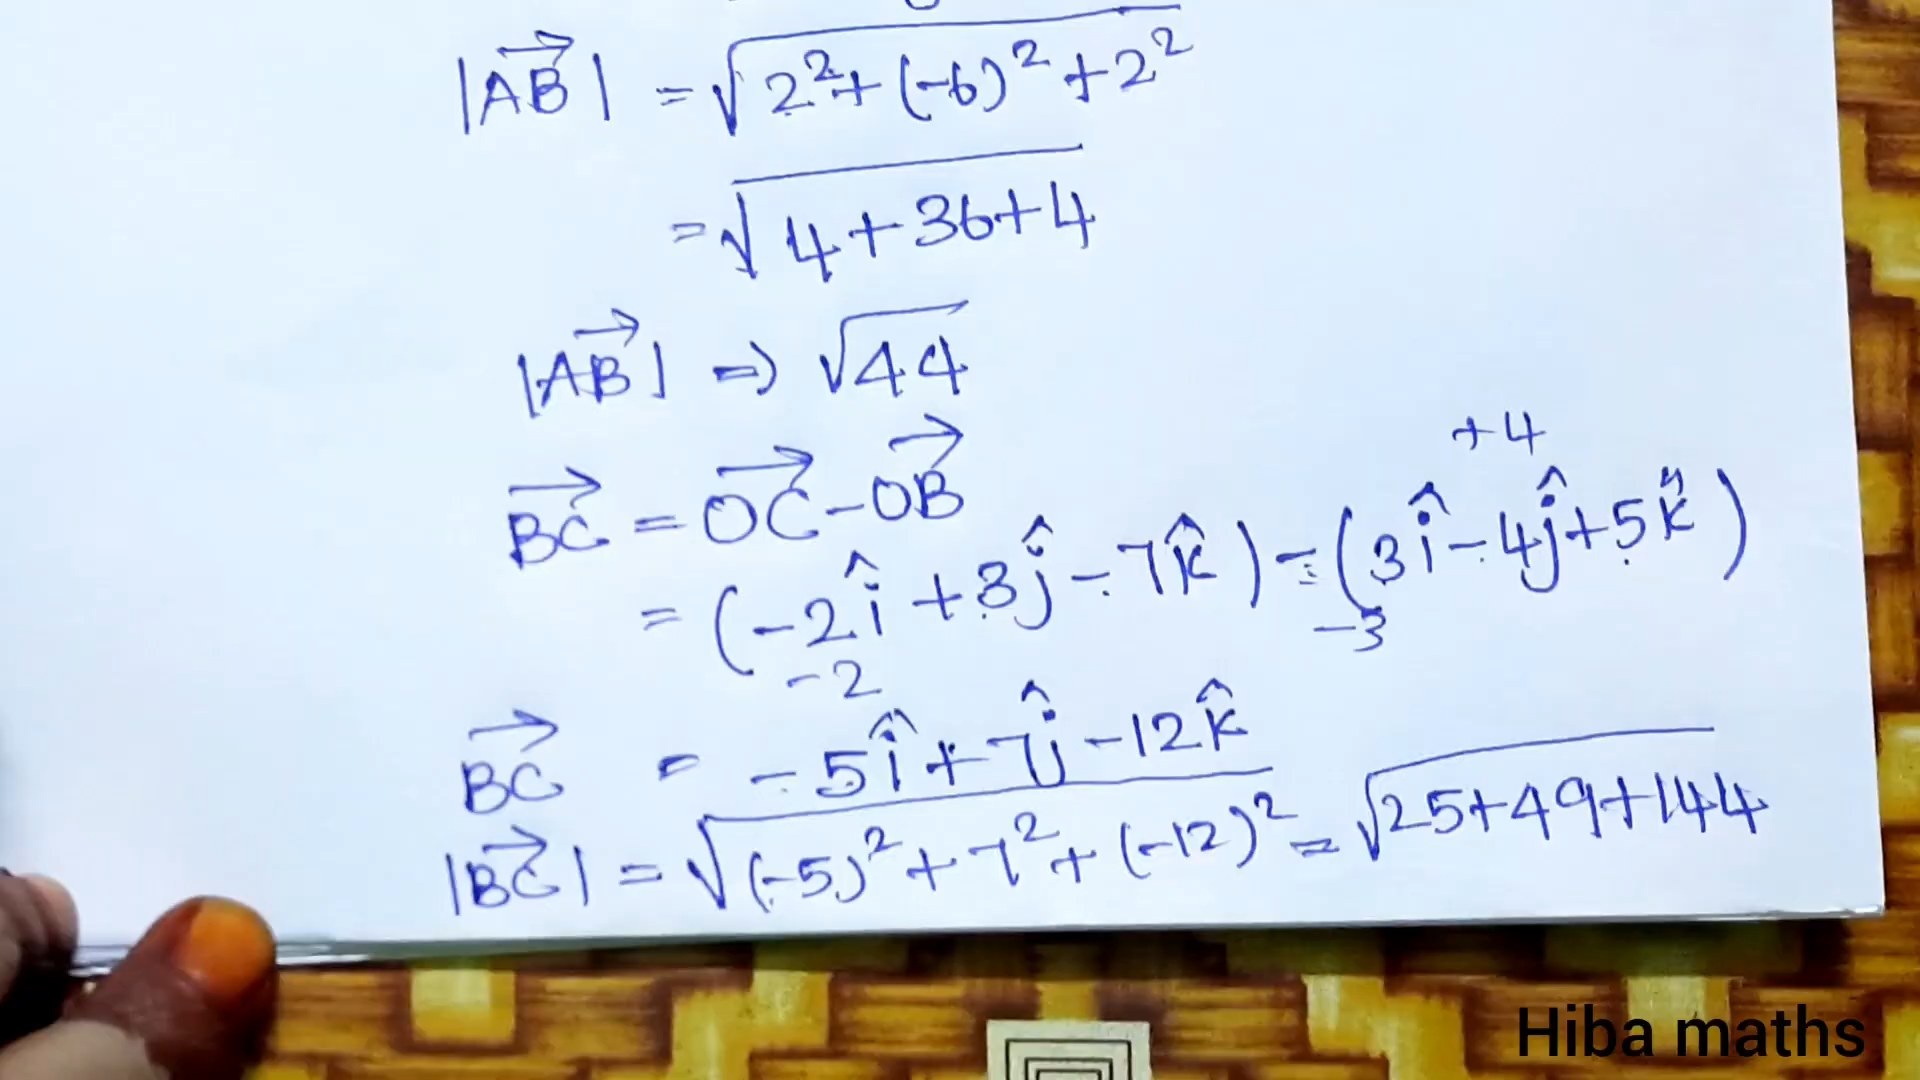 |AB| = √2²+(-6)²+2²
= √4+36+4
|AB| ⇒ √44
BC = OC-OB
+4
= (-2î+3ĵ-7k̂)-(3î-4ĵ+5k̂)
-2 -3
BC = -5î+7ĵ-12k̂
|BC| = √(-5)²+7²+(-12)² = √25+49+144
Hiba maths